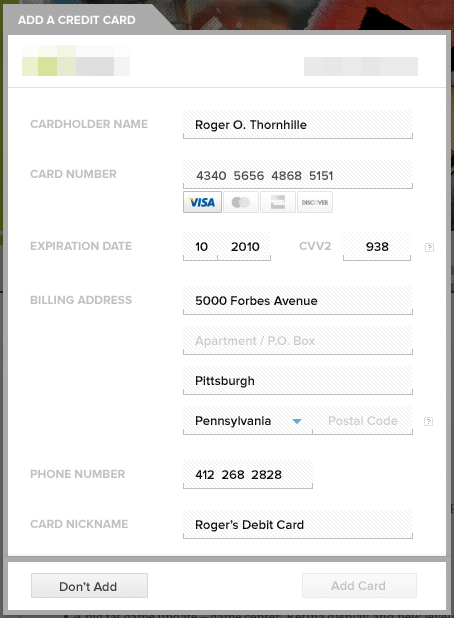 ADD A CREDIT CARD
CARDHOLDER NAME Roger O. Thornhille
CARD NUMBER 4340 5656 4868 5151
VISA DISCOVER
EXPIRATION DATE 10 2010 CVV2 938 ?
BILLING ADDRESS 5000 Forbes Avenue
Apartment / P.O. Box
Pittsburgh
Pennsylvania Postal Code ?
PHONE NUMBER 412 268 2828
CARD NICKNAME Roger's Debit Card
Don't Add Add Card